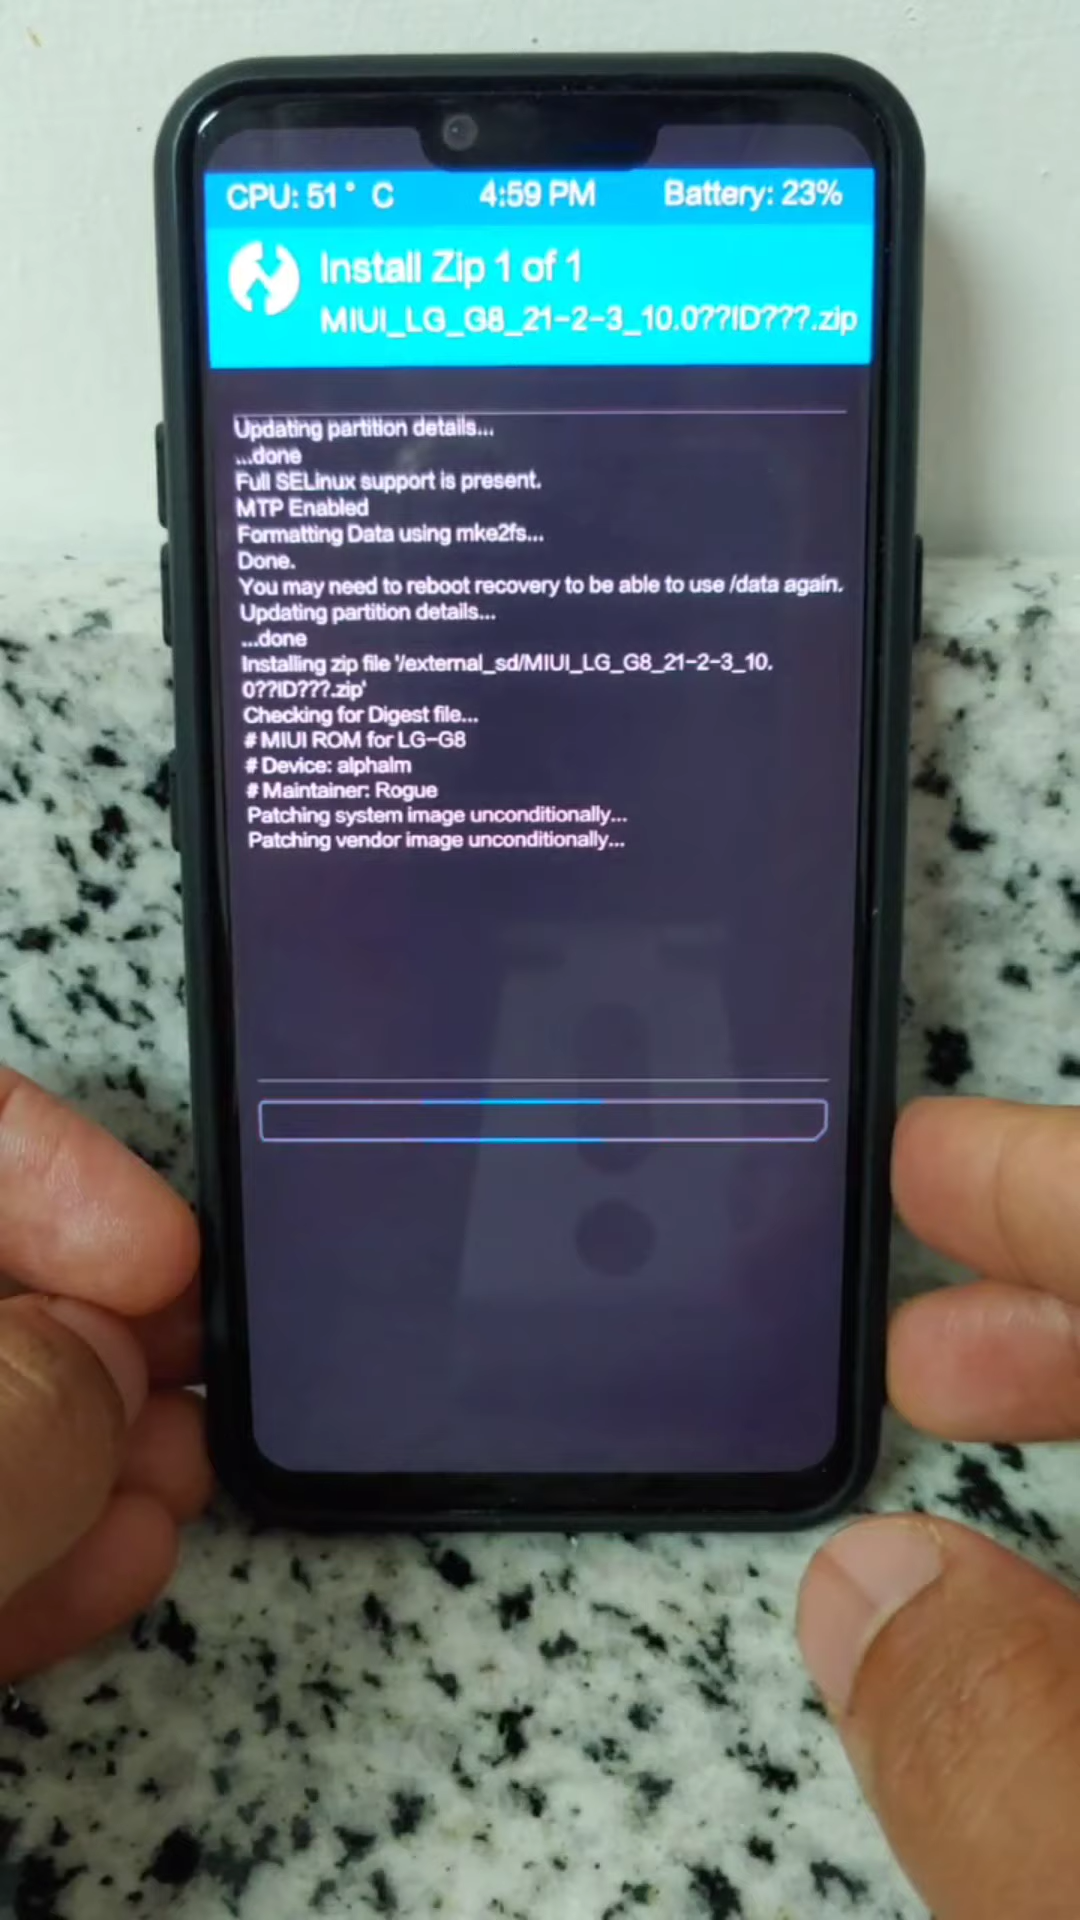 CPU: 51° C 4:59 PM Battery: 23%
Install Zip 1 of 1
MIUI_LG_G8_21-2-3_10.0??ID???.zip
Updating partition details...
...done
Full SELinux support is present.
MTP Enabled
Formatting Data using mke2fs...
Done.
You may need to reboot recovery to be able to use /data again.
Updating partition details...
...done
Installing zip file '/external_sd/MIUI_LG_G8_21-2-3_10.
0??ID???.zip'
Checking for Digest file...
# MIUI ROM for LG-G8
# Device: alphalm
# Maintainer: Rogue
Patching system image unconditionally...
Patching vendor image unconditionally...